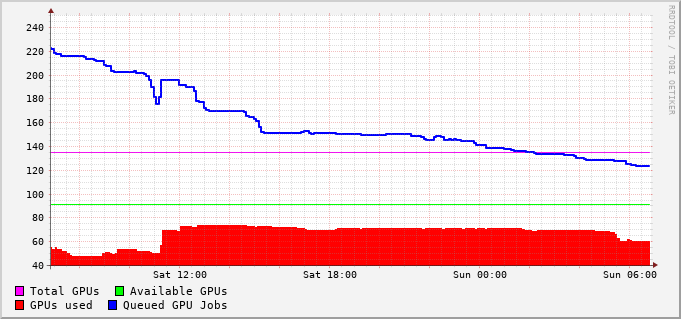 RRDTOOL / TOBI OETIKER
240
220
200
180
160
140
120
100
80
60
40
Sat 12:00 Sat 18:00 Sun 00:00 Sun 06:00
Total GPUs Available GPUs
GPUs used Queued GPU Jobs